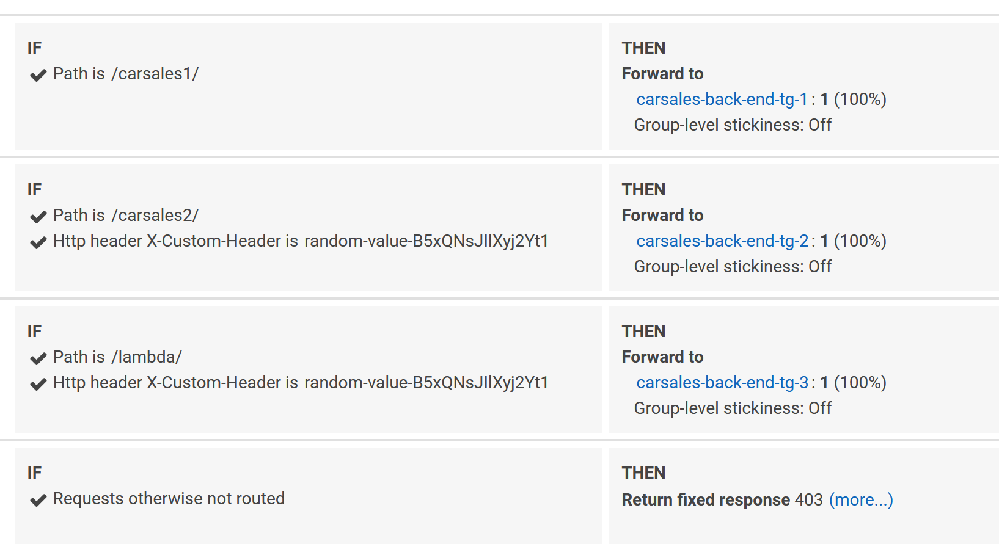 IF
Path is /carsales1/
THEN
Forward to
carsales-back-end-tg-1: 1 (100%)
Group-level stickiness: Off
IF
Path is /carsales2/
Http header X-Custom-Header is random-value-B5xQNsJIlXyj2Yt1
THEN
Forward to
carsales-back-end-tg-2: 1 (100%)
Group-level stickiness: Off
IF
Path is /lambda/
Http header X-Custom-Header is random-value-B5xQNsJIlXyj2Yt1
THEN
Forward to
carsales-back-end-tg-3: 1 (100%)
Group-level stickiness: Off
IF
Requests otherwise not routed
THEN
Return fixed response 403 (more...)